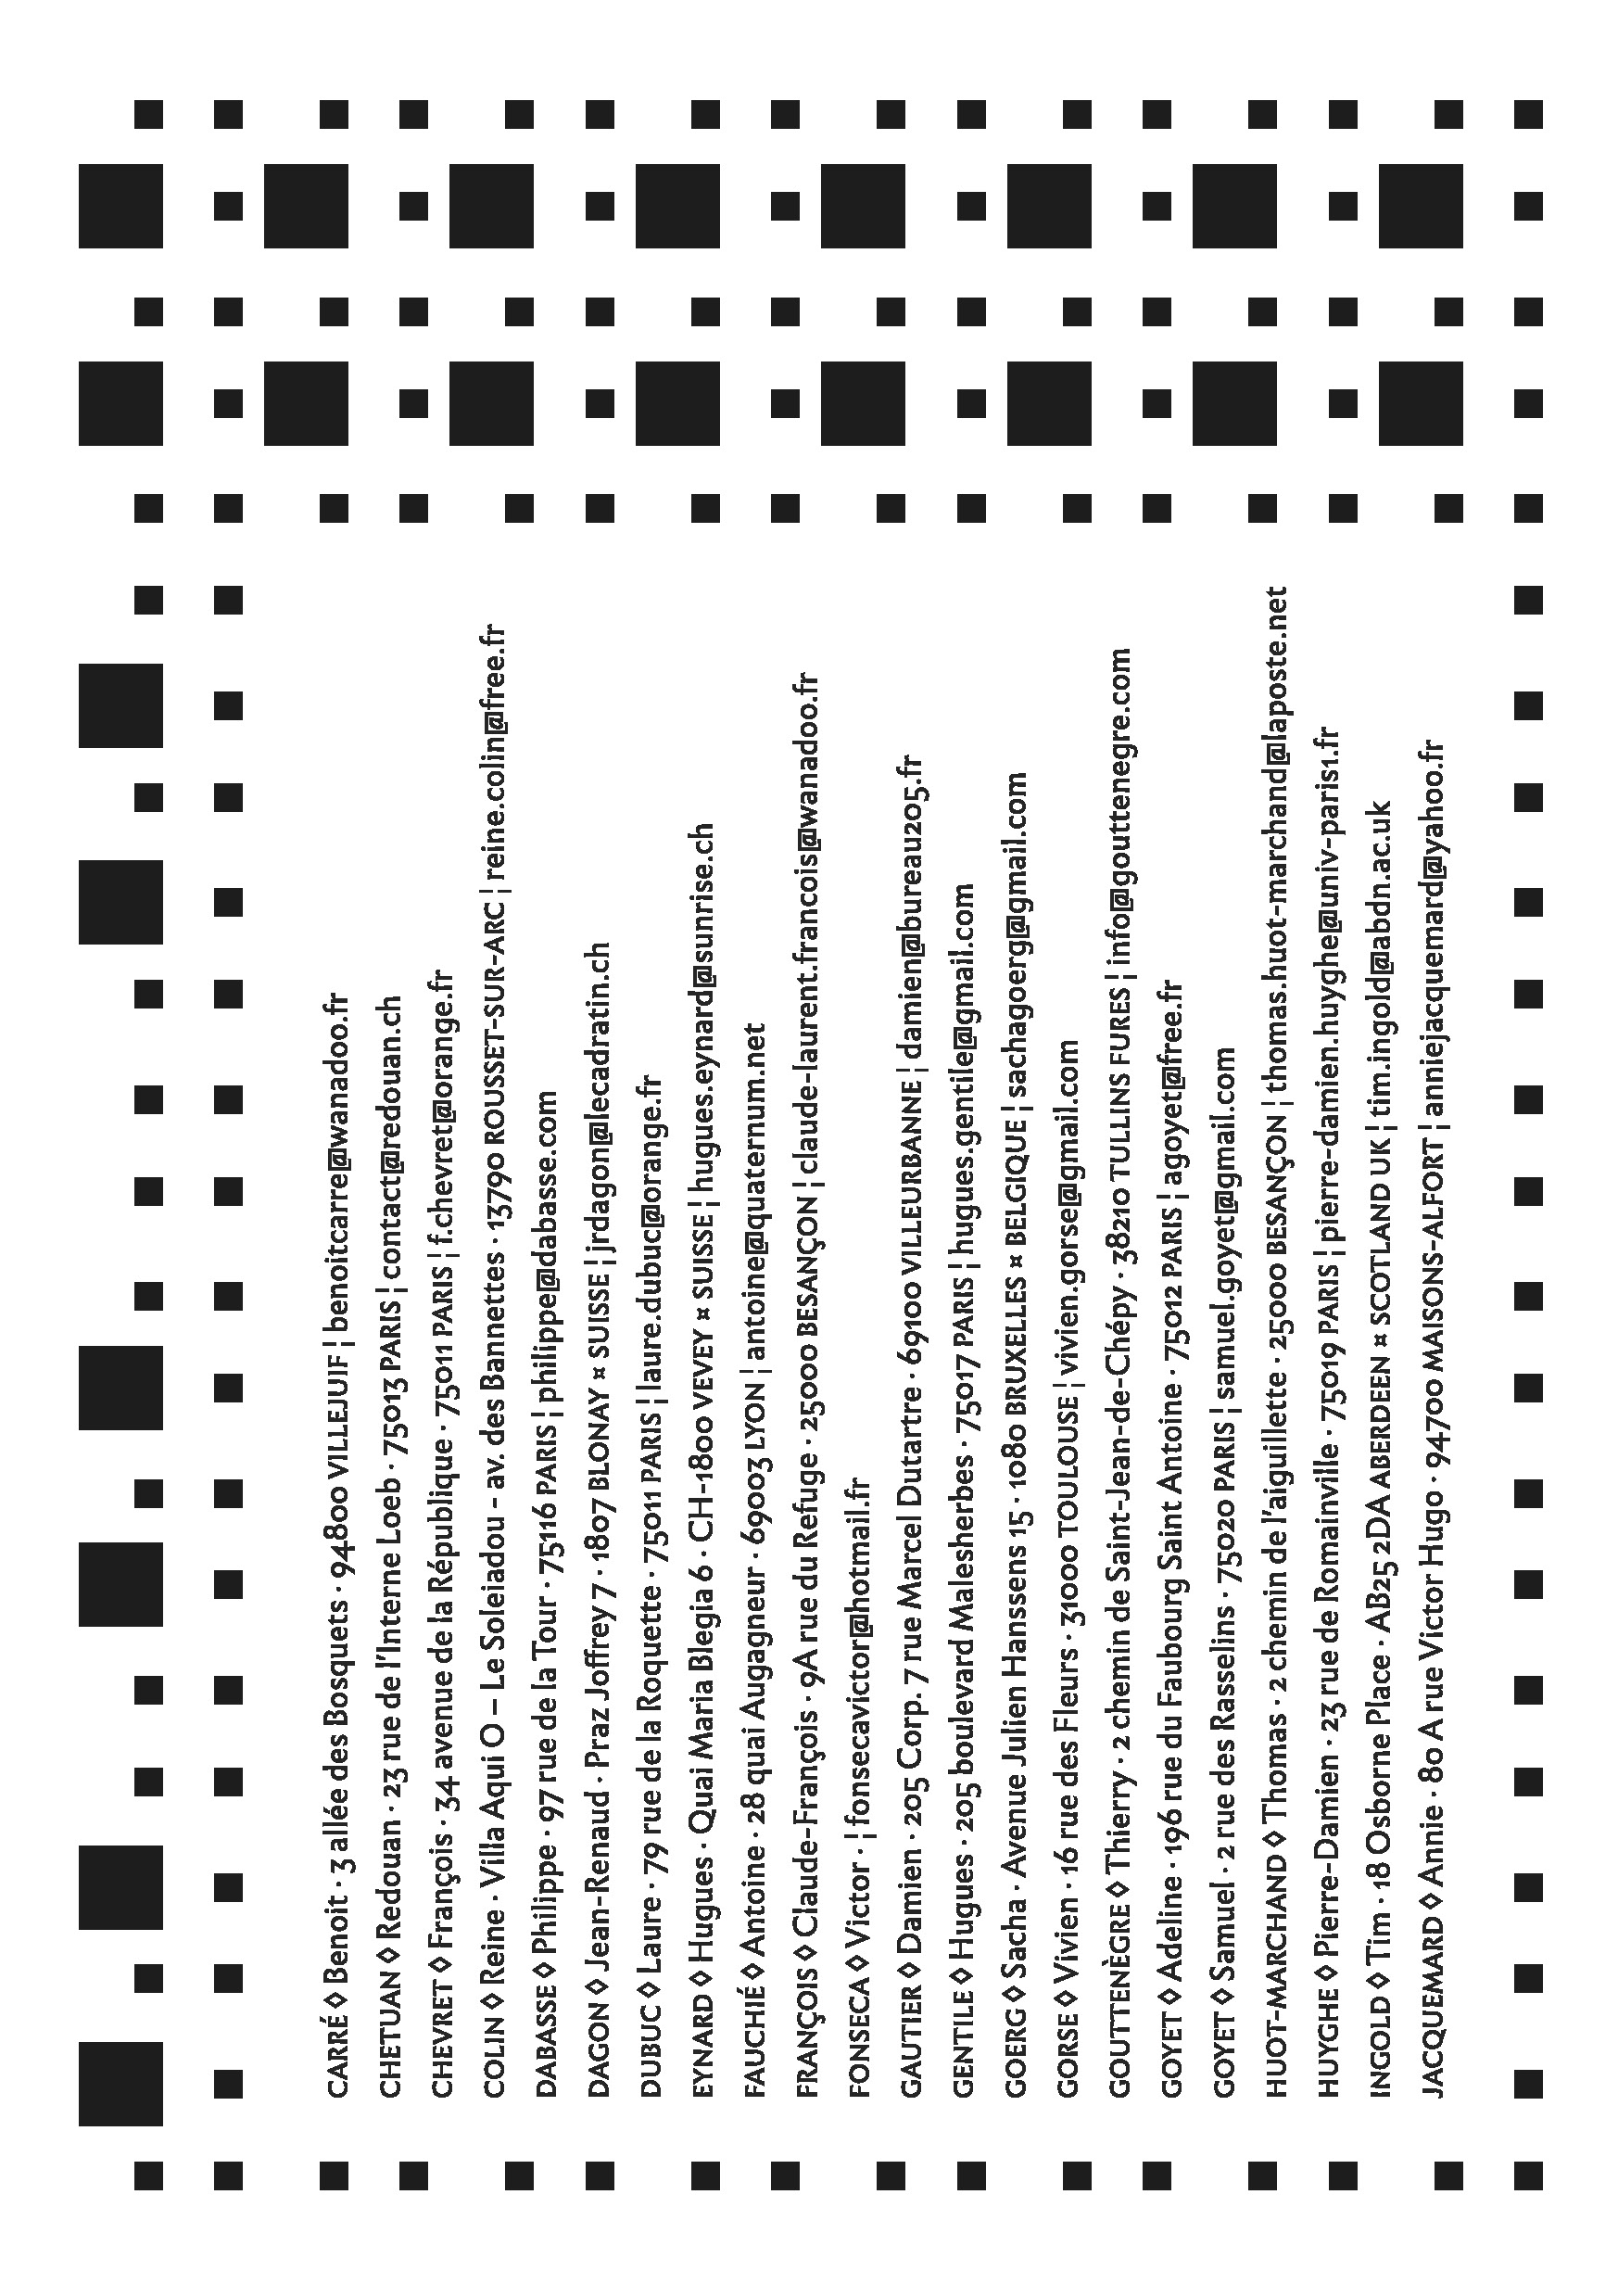 CARRÉ ◊ Benoit · 3 allée des Bosquets · 94800 VILLEJUIF ¦ benoitcarre@wanadoo.fr
CHETUAN ◊ Redouan · 23 rue de l’Interne Loeb · 75013 PARIS ¦ contact@redouan.ch
CHEVRET ◊ François · 34 avenue de la République · 75011 PARIS ¦ f.chevret@orange.fr
COLIN ◊ Reine · Villa Aqui O – Le Soleiadou - av. des Bannettes · 13790 ROUSSET-SUR-ARC ¦ reine.colin@free.fr
DABASSE ◊ Philippe · 97 rue de la Tour · 75116 PARIS ¦ philippe@dabasse.com
DAGON ◊ Jean-Renaud · Praz Joffrey 7 · 1807 BLONAY ¤ SUISSE ¦ jrdagon@lecadratin.ch
DUBUC ◊ Laure · 79 rue de la Roquette · 75011 PARIS ¦ laure.dubuc@orange.fr
EYNARD ◊ Hugues · Quai Maria Blegia 6 · CH-1800 VEVEY ¤ SUISSE ¦ hugues.eynard@sunrise.ch
FAUCHIÉ ◊ Antoine · 28 quai Augagneur · 69003 LYON ¦ antoine@quaternum.net
FRANÇOIS ◊ Claude-François · 9A rue du Refuge · 25000 BESANÇON ¦ claude-laurent.francois@wanadoo.fr
FONSECA ◊ Victor · ¦ fonsecavictor@hotmail.fr
GAUTIER ◊ Damien · 205 Corp. 7 rue Marcel Dutartre · 69100 VILLEURBANNE ¦ damien@bureau205.fr
GENTILE ◊ Hugues · 205 boulevard Malesherbes · 75017 PARIS ¦ hugues.gentile@gmail.com
GOERG ◊ Sacha · Avenue Julien Hanssens 15 · 1080 BRUXELLES ¤ BELGIQUE ¦ sachagoerg@gmail.com
GORSE ◊ Vivien · 16 rue des Fleurs · 31000 TOULOUSE ¦ vivien.gorse@gmail.com
GOUTTENÈGRE ◊ Thierry · 2 chemin de Saint-Jean-de-Chépy · 38210 TULLINS FURES ¦ info@gouttenegre.com
GOYET ◊ Adeline · 196 rue du Faubourg Saint Antoine · 75012 PARIS ¦ agoyet@free.fr
GOYET ◊ Samuel · 2 rue des Rasselins · 75020 PARIS ¦ samuel.goyet@gmail.com
HUOT-MARCHAND ◊ Thomas · 2 chemin de l’aiguillette · 25000 BESANÇON ¦ thomas.huot-marchand@laposte.net
HUYGHE ◊ Pierre-Damien · 23 rue de Romainville · 75019 PARIS ¦ pierre-damien.huyghe@univ-paris1.fr
INGOLD ◊ Tim · 18 Osborne Place · AB25 2DA ABERDEEN ¤ SCOTLAND UK ¦ tim.ingold@abdn.ac.uk
JACQUEMARD ◊ Annie · 80 A rue Victor Hugo · 94700 MAISONS-ALFORT ¦ anniejacquemard@yahoo.fr